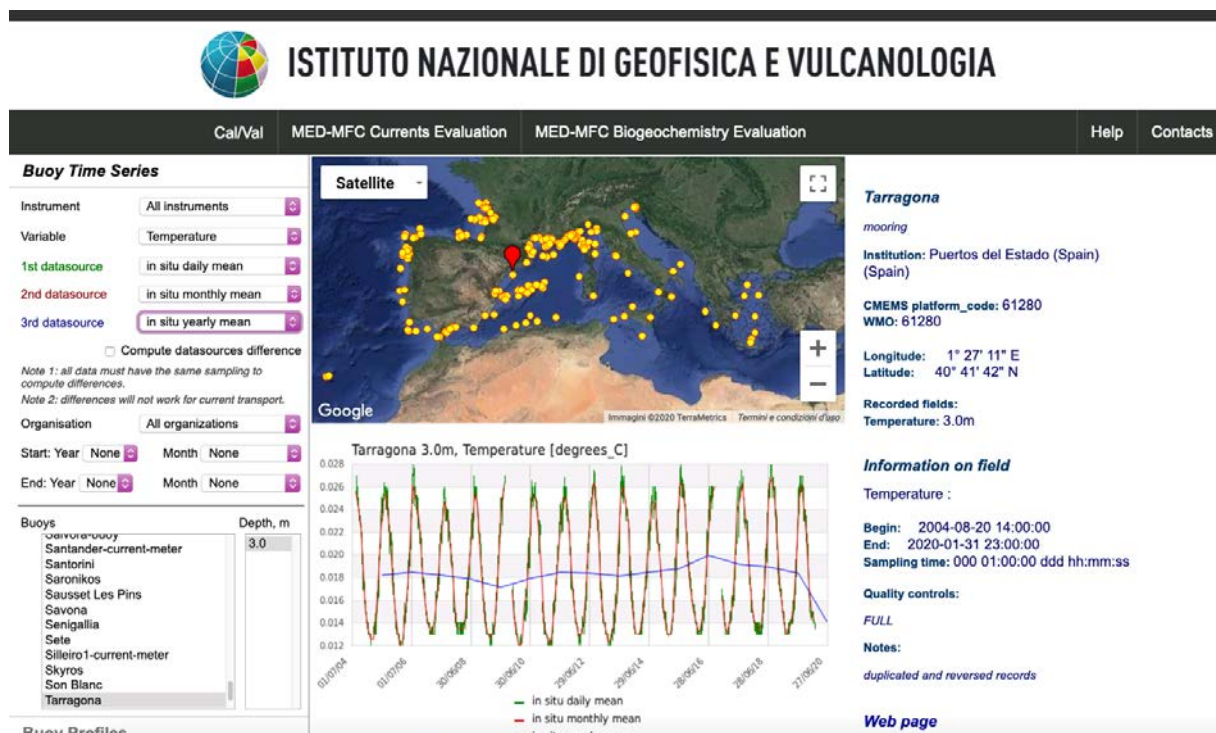 ISTITUTO NAZIONALE DI GEOFISICA E VULCANOLOGIA
Cal/Val MED-MFC Currents Evaluation MED-MFC Biogeochemistry Evaluation Help Contacts
Buoy Time Series
Instrument All instruments
Variable Temperature
1st datasource in situ daily mean
2nd datasource in situ monthly mean
3rd datasource in situ yearly mean
Compute datasources difference
Note 1: all data must have the same sampling to
compute differences.
Note 2: differences will not work for current transport.
Organisation All organizations
Start: Year None Month None
End: Year None Month None
Buoys Depth, m
Santander-current-meter
Santorini
Saronikos
Sausset Les Pins
Savona
Senigallia
Sete
Silleiro1-current-meter
Skyros
Son Blanc
Tarragona
3.0
Buoy Profiles
Satellite
+
−
Google
Immagini ©2020 TerraMetrics Termini e condizioni d'uso
Tarragona 3.0m, Temperature [degrees_C]
0.028
0.026
0.024
0.022
0.020
0.018
0.016
0.014
0.012
01/07/04 01/07/06 30/06/08 30/06/10 29/06/12 29/06/14 28/06/16 28/06/18 27/06/20
in situ daily mean
in situ monthly mean
Tarragona
mooring
Institution: Puertos del Estado (Spain)
(Spain)
CMEMS platform_code: 61280
WMO: 61280
Longitude: 1° 27' 11" E
Latitude: 40° 41' 42" N
Recorded fields:
Temperature: 3.0m
Information on field
Temperature :
Begin: 2004-08-20 14:00:00
End: 2020-01-31 23:00:00
Sampling time: 000 01:00:00 ddd hh:mm:ss
Quality controls:
FULL
Notes:
duplicated and reversed records
Web page